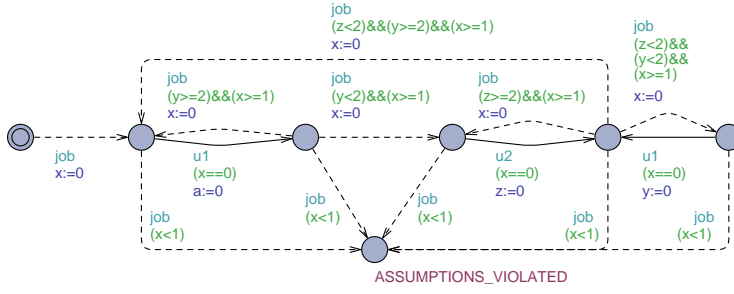 job
(z<2)&&(y>=2)&&(x>=1)
x:=0
job
(z<2)&&
(y<2)&&
(x>=1)
x:=0
job
(y>=2)&&(x>=1)
x:=0
job
(y<2)&&(x>=1)
x:=0
job
(z>=2)&&(x>=1)
x:=0
job
x:=0
u1
(x==0)
a:=0
u2
(x==0)
z:=0
u1
(x==0)
y:=0
job
(x<1)
job
(x<1)
job
(x<1)
job
(x<1)
job
(x<1)
ASSUMPTIONS_VIOLATED